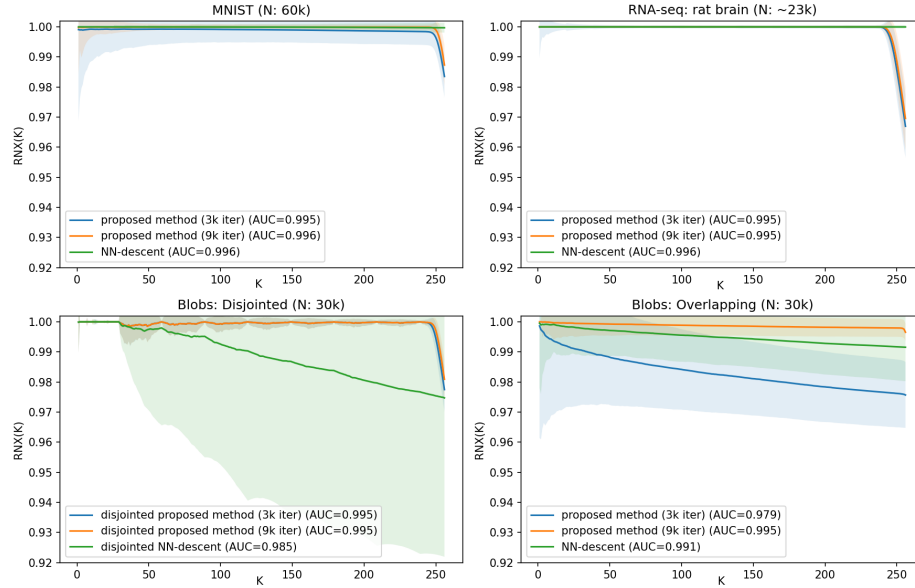 MNIST (N: 60k)
1.00
0.99
0.98
0.97
0.96
0.95
0.94
0.93
0.92
RNX(K)
proposed method (3k iter) (AUC=0.995)
proposed method (9k iter) (AUC=0.996)
NN-descent (AUC=0.996)
0 50 100 150 200 250
K
RNA-seq: rat brain (N: ~23k)
1.00
0.99
0.98
0.97
0.96
0.95
0.94
0.93
0.92
RNX(K)
proposed method (3k iter) (AUC=0.995)
proposed method (9k iter) (AUC=0.995)
NN-descent (AUC=0.996)
0 50 100 150 200 250
K
Blobs: Disjointed (N: 30k)
1.00
0.99
0.98
0.97
0.96
0.95
0.94
0.93
0.92
RNX(K)
disjointed proposed method (3k iter) (AUC=0.995)
disjointed proposed method (9k iter) (AUC=0.995)
disjointed NN-descent (AUC=0.985)
0 50 100 150 200 250
K
Blobs: Overlapping (N: 30k)
1.00
0.99
0.98
0.97
0.96
0.95
0.94
0.93
0.92
RNX(K)
proposed method (3k iter) (AUC=0.979)
proposed method (9k iter) (AUC=0.995)
NN-descent (AUC=0.991)
0 50 100 150 200 250
K